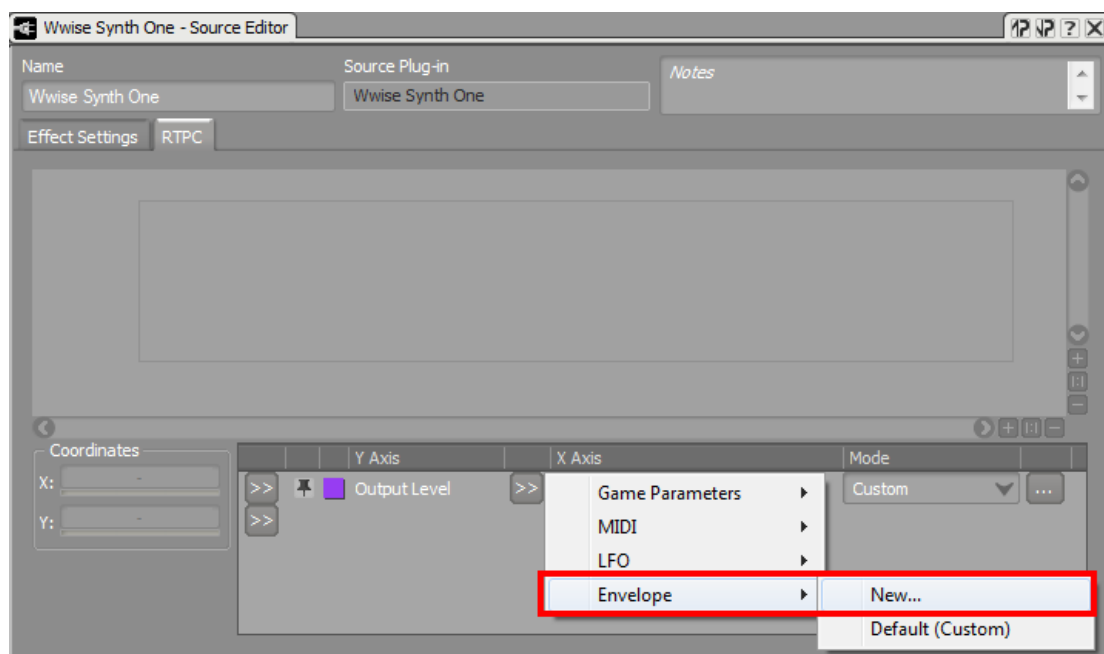 Wwise Synth One - Source Editor
Name Source Plug-in Notes
Wwise Synth One Wwise Synth One
Effect Settings RTPC
Coordinates
Y Axis X Axis Mode
X: - >> Output Level >> Custom ...
Y: - >>
Game Parameters
MIDI
LFO
Envelope
New...
Default (Custom)